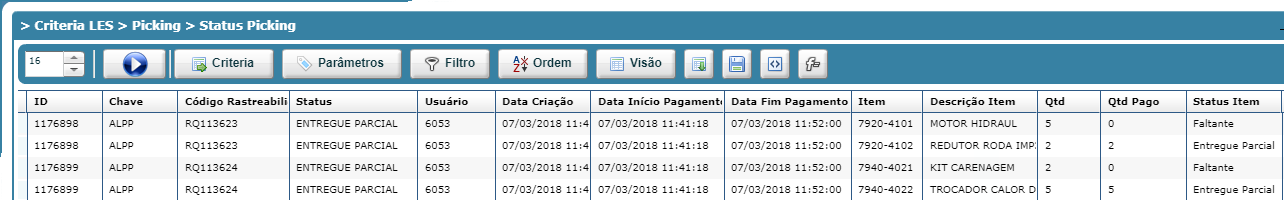 > Criteria LES > Picking > Status Picking
16 Criteria Parâmetros Filtro Ordem Visão
ID Chave Código Rastreabili Status Usuário Data Criação Data Início Pagament Data Fim Pagamento Item Descrição Item Qtd Qtd Pago Status Item
1176898 ALPP RQ113623 ENTREGUE PARCIAL 6053 07/03/2018 11:4 07/03/2018 11:41:18 07/03/2018 11:52:00 7920-4101 MOTOR HIDRAUL 5 0 Faltante
1176898 ALPP RQ113623 ENTREGUE PARCIAL 6053 07/03/2018 11:4 07/03/2018 11:41:18 07/03/2018 11:52:00 7920-4102 REDUTOR RODA IMP 2 2 Entregue Parcial
1176899 ALPP RQ113624 ENTREGUE PARCIAL 6053 07/03/2018 11:4 07/03/2018 11:41:18 07/03/2018 11:52:00 7940-4021 KIT CARENAGEM 2 0 Faltante
1176899 ALPP RQ113624 ENTREGUE PARCIAL 6053 07/03/2018 11:4 07/03/2018 11:41:18 07/03/2018 11:52:00 7940-4022 TROCADOR CALOR D 5 5 Entregue Parcial